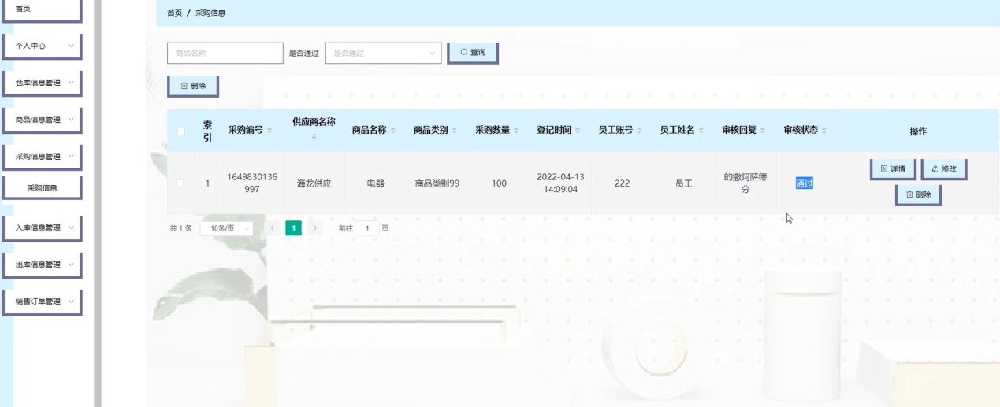 首页
个人中心
仓库信息管理
商品信息管理
采购信息管理
采购信息
入库信息管理
出库信息管理
销售订单管理
首页 / 采购信息
商品名称 是否通过 是否通过 查询
删除
索引 采购编号 供应商名称 商品名称 商品类别 采购数量 登记时间 员工账号 员工姓名 审核回复 审核状态 操作
1 1649830136997 海龙供应 电器 商品类别99 100 2022-04-13 14:09:04 222 员工 的撒阿萨德分 通过 详情 修改
删除
共 1 条 10条/页 1 前往 1 页